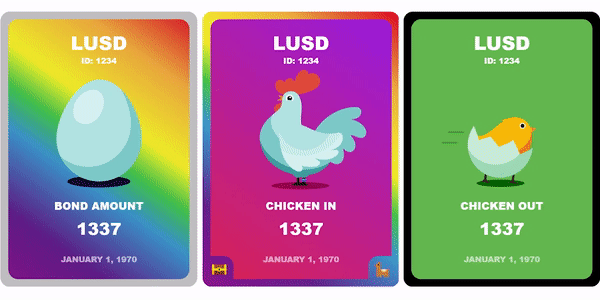 LUSD
ID: 1234
BOND AMOUNT
1337
JANUARY 1, 1970
LUSD
ID: 1234
CHICKEN IN
1337
JANUARY 1, 1970
LUSD
ID: 1234
CHICKEN OUT
1337
JANUARY 1, 1970